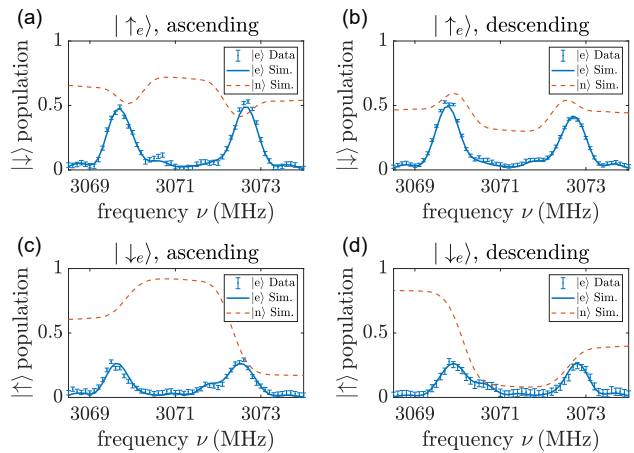 (a) | ↑e⟩, ascending
1
0.5
0
|↓⟩ population
|e⟩ Data
|e⟩ Sim.
|n⟩ Sim.
3069 3071 3073
frequency ν (MHz)
(b) | ↑e⟩, descending
1
0.5
0
|↓⟩ population
|e⟩ Data
|e⟩ Sim.
|n⟩ Sim.
3069 3071 3073
frequency ν (MHz)
(c) | ↓e⟩, ascending
1
0.5
0
|↑⟩ population
|e⟩ Data
|e⟩ Sim.
|n⟩ Sim.
3069 3071 3073
frequency ν (MHz)
(d) | ↓e⟩, descending
1
0.5
0
|↑⟩ population
|e⟩ Data
|e⟩ Sim.
|n⟩ Sim.
3069 3071 3073
frequency ν (MHz)